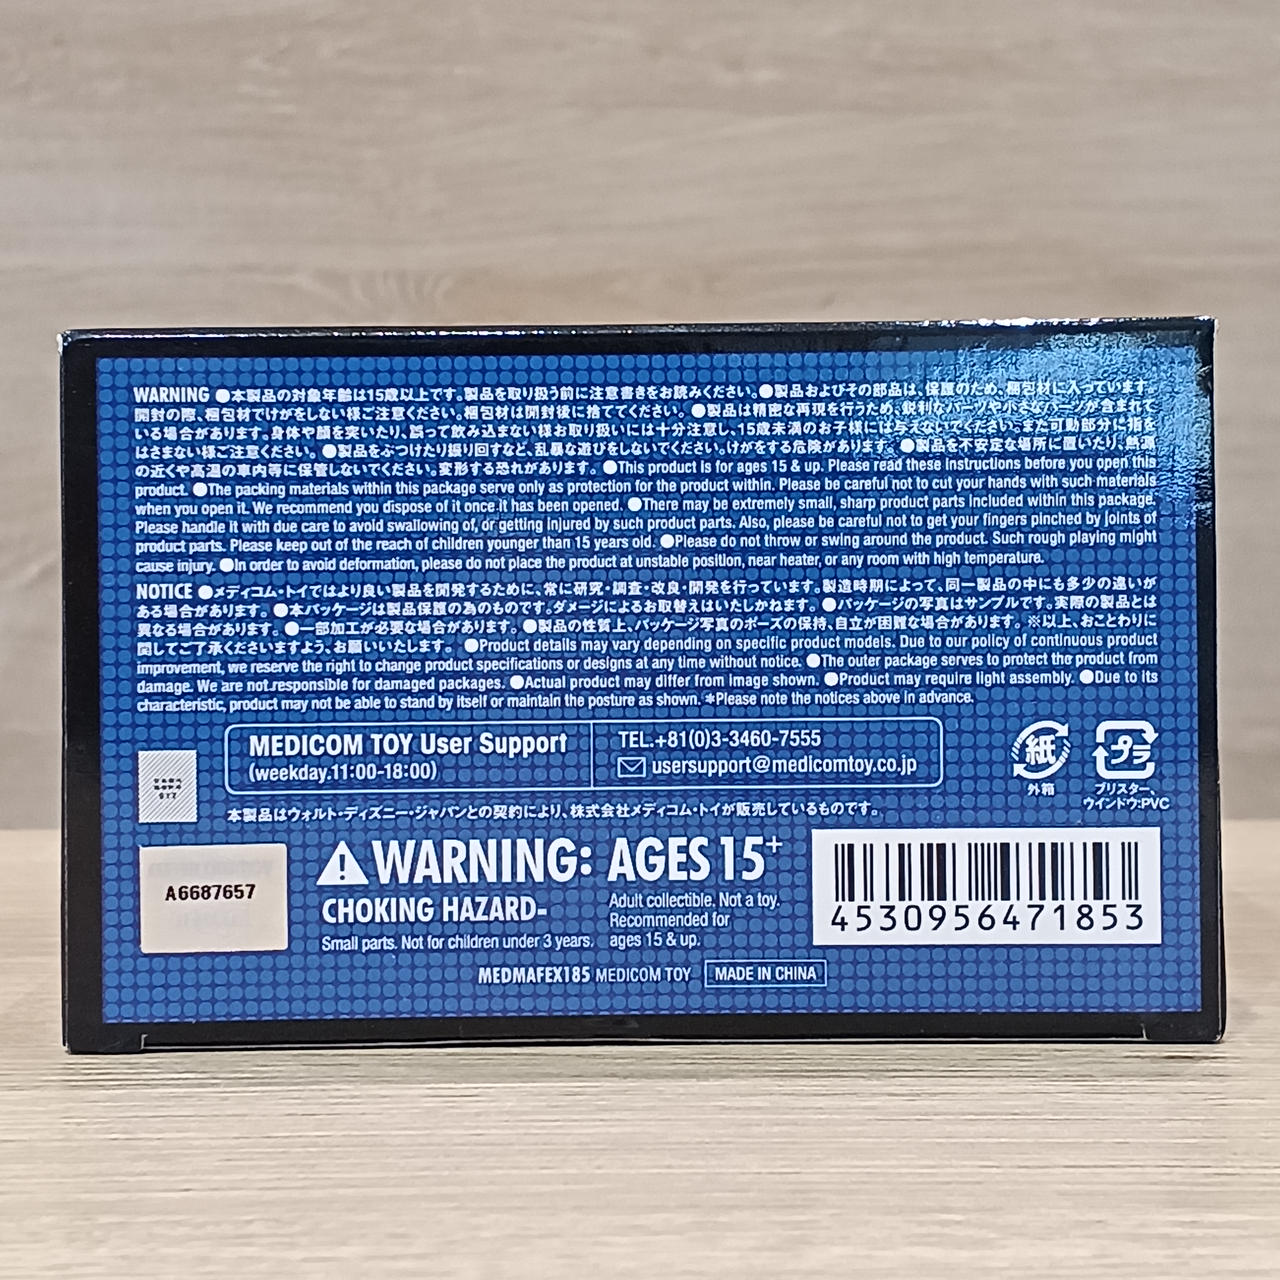 WARNING ●本製品の対象年齢は15歳以上です。製品を取り扱う前に注意書きをお読みください。●製品およびその部品は、保護のため、梱包材に入っています。
開封の際、梱包材でけがをしない様ご注意ください。梱包材は開封後に捨ててください。●製品は精密な再現を行うため、鋭利なパーツや小さなパーツが含まれて
いる場合があります。身体や顔を突いたり、誤って飲み込まない様お取り扱いには十分注意し、15歳未満のお子様には与えないでください。また可動部分に指を
はさまない様ご注意ください。●製品をぶつけたり振り回すなど、乱暴な遊びをしないでください。けがをする危険があります。●製品を不安定な場所に置いたり、熱源
の近くや高温の車内等に保管しないでください。変形する恐れがあります。●This product is for ages 15 & up. Please read these instructions before you open this
product. ●The packing materials within this package serve only as protection for the product within. Please be careful not to cut your hands with such materials
when you open it. We recommend you dispose of it once it has been opened. ●There may be extremely small, sharp product parts included within this package.
Please handle it with due care to avoid swallowing of, or getting injured by such product parts. Also, please be careful not to get your fingers pinched by joints of
product parts. Please keep out of the reach of children younger than 15 years old. ●Please do not throw or swing around the product. Such rough playing might
cause injury. ●In order to avoid deformation, please do not place the product at unstable position, near heater, or any room with high temperature.
NOTICE ●メディコム・トイではより良い製品を開発するために、常に研究・調査・改良・開発を行っています。製造時期によって、同一製品の中にも多少の違いが
ある場合があります。●本パッケージは製品保護の為のものです。ダメージによるお取替えはいたしかねます。●パッケージの写真はサンプルです。実際の製品とは
異なる場合があります。●一部加工が必要な場合があります。●製品の性質上、パッケージ写真のポーズの保持、自立が困難な場合があります。※以上、おことわりに
関してご了承くださいますよう、お願いいたします。●Product details may vary depending on specific product models. Due to our policy of continuous product
improvement, we reserve the right to change product specifications or designs at any time without notice. ●The outer package serves to protect the product from
damage. We are not responsible for damaged packages. ●Actual product may differ from image shown. ●Product may require light assembly. ●Due to its
characteristic, product may not be able to stand by itself or maintain the posture as shown. *Please note the notices above in advance.
MEDICOM TOY User Support
(weekday.11:00-18:00)
TEL.+81(0)3-3460-7555
usersupport@medicomtoy.co.jp
紙
外箱
プラ
ブリスター、
ウインドウ:PVC
本製品はウォルト・ディズニー・ジャパンとの契約により、株式会社メディコム・トイが販売しているものです。
A6687657
WARNING:
CHOKING HAZARD-
Small parts. Not for children under 3 years.
AGES 15+
Adult collectible. Not a toy.
Recommended for
ages 15 & up.
4530956471853
MEDMAFEX185 MEDICOM TOY MADE IN CHINA